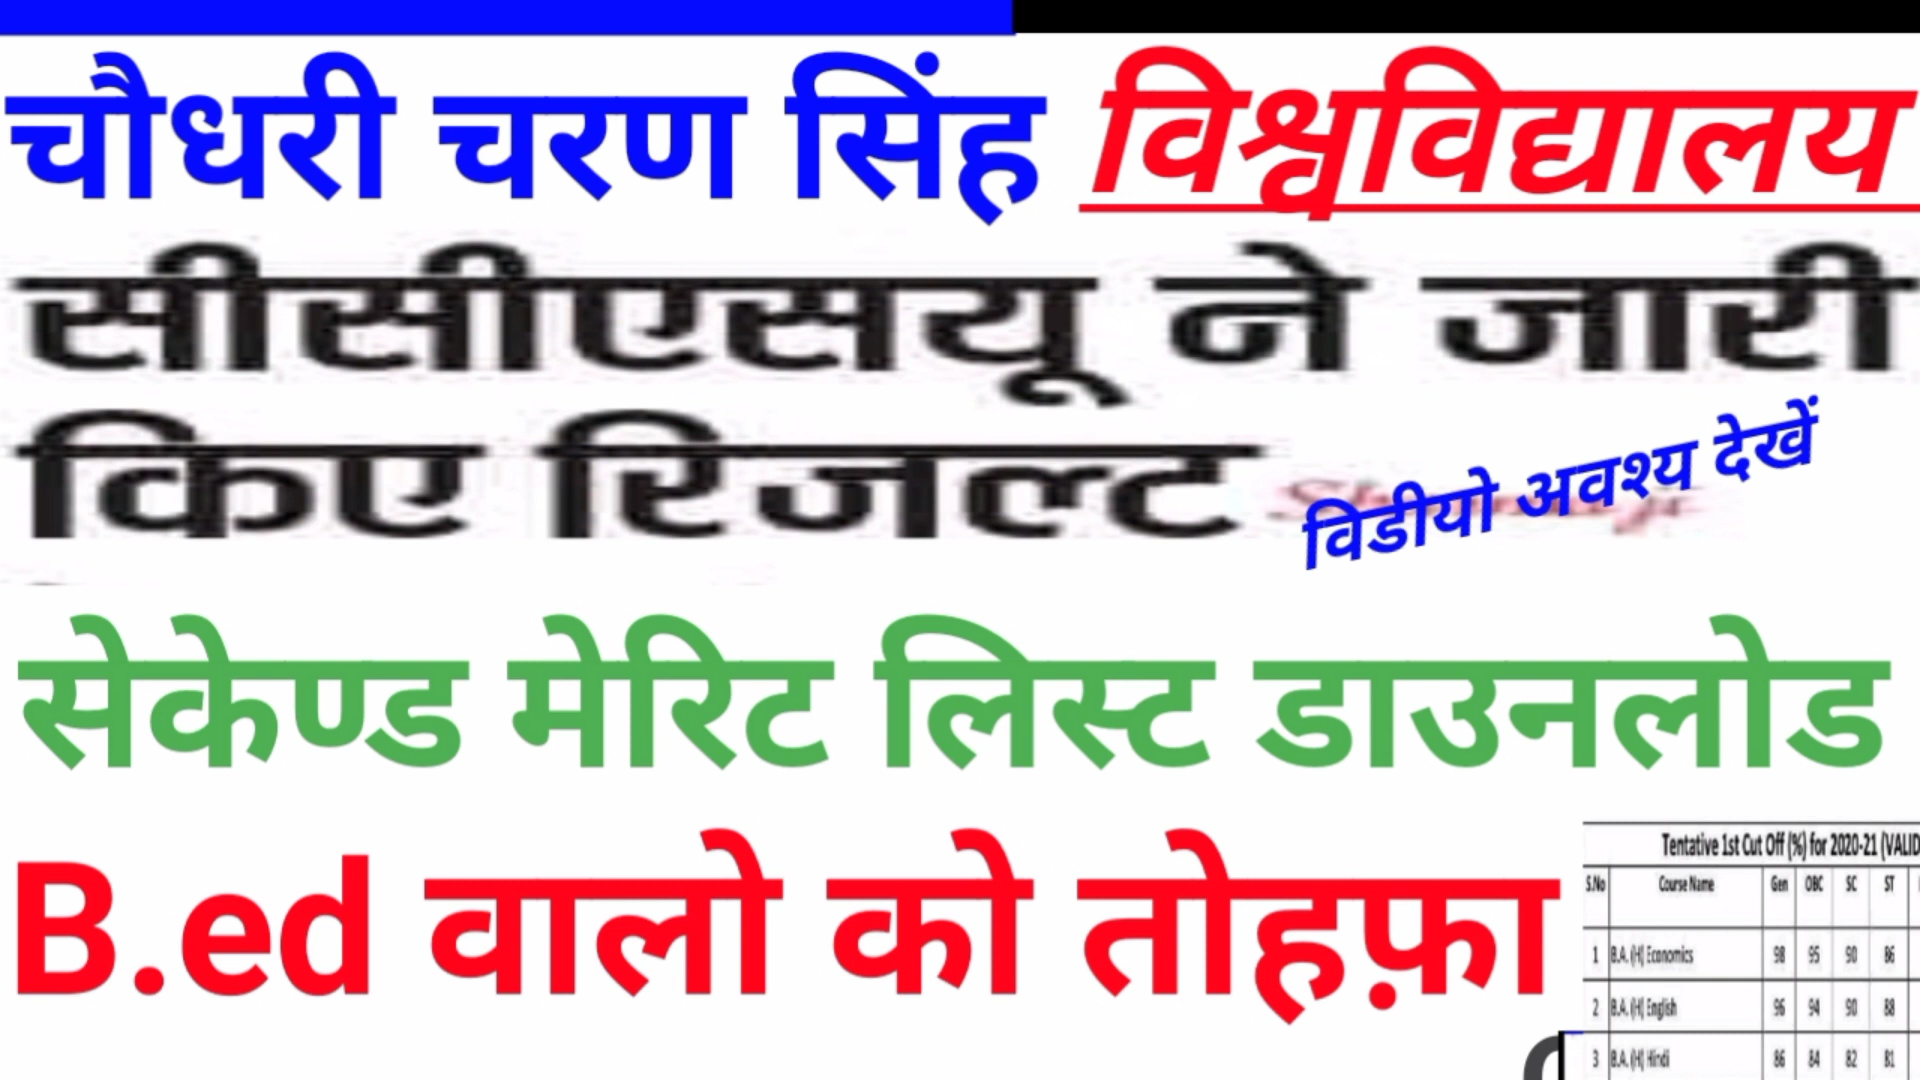 चौधरी चरण सिंह विश्वविद्यालय
सीसीएसयू ने जारी
किए रिजल्ट
विडीयो अवश्य देखें
सेकेण्ड मेरिट लिस्ट डाउनलोड
B.ed वालो को तोहफ़ा
Tentative 1st Cut Off (%) for 2020-21 (VALID
S.No Course Name Gen OBC SC ST
1 B.A. (H) Economics 98 95 90 86
2 B.A. (H) English 96 94 90 88
3 B.A. (H) Hindi 86 84 82 81